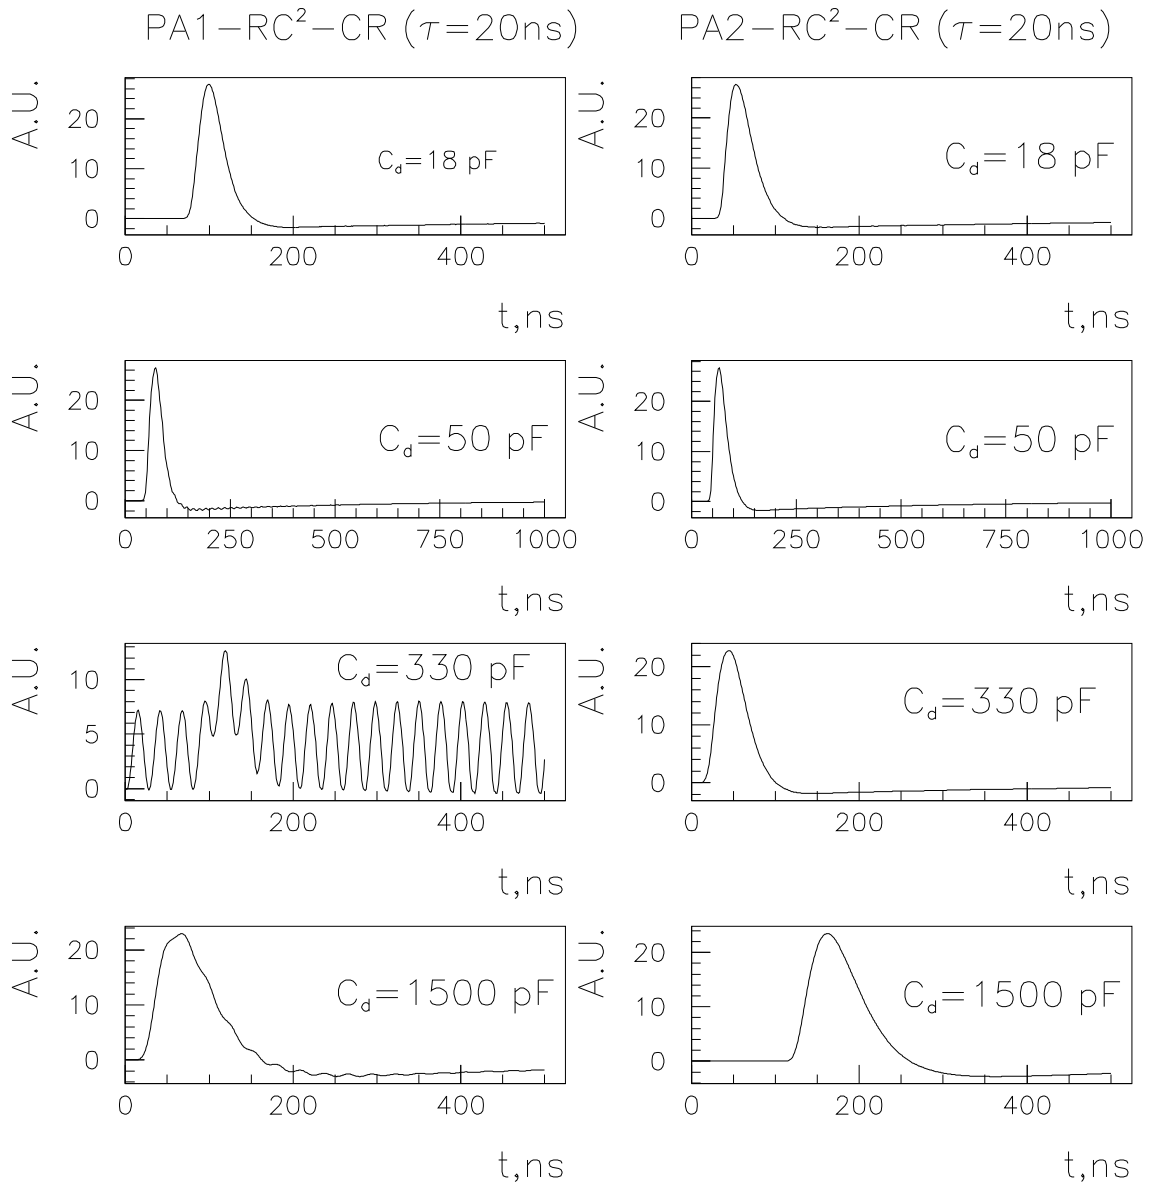 PA1−RC²−CR (τ=20ns)
PA2−RC²−CR (τ=20ns)
A.U.
20
10
0
C_d=18 pF
0 200 400
t,ns
A.U.
20
10
0
C_d=18 pF
0 200 400
t,ns
A.U.
20
10
0
C_d=50 pF
0 250 500 750 1000
t,ns
A.U.
20
10
0
C_d=50 pF
0 250 500 750 1000
t,ns
A.U.
10
5
0
C_d=330 pF
0 200 400
t,ns
A.U.
20
10
0
C_d=330 pF
0 200 400
t,ns
A.U.
20
10
0
C_d=1500 pF
0 200 400
t,ns
A.U.
20
10
0
C_d=1500 pF
0 200 400
t,ns